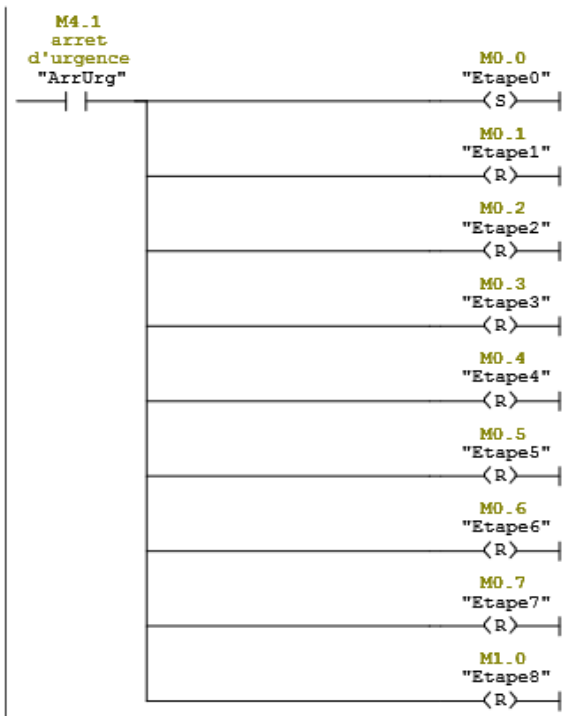 M4.1
arret
d'urgence
"ArrUrg"
M0.0
"Etape0"
S
M0.1
"Etape1"
R
M0.2
"Etape2"
R
M0.3
"Etape3"
R
M0.4
"Etape4"
R
M0.5
"Etape5"
R
M0.6
"Etape6"
R
M0.7
"Etape7"
R
M1.0
"Etape8"
R